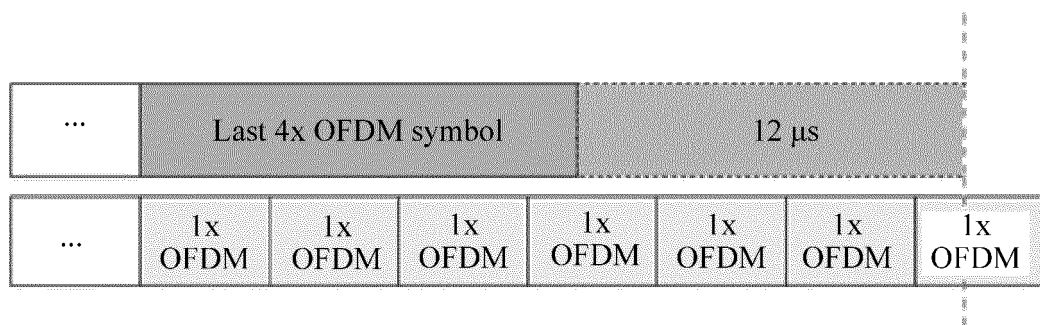 ... Last 4x OFDM symbol 12 μs
... 1x 1x 1x 1x 1x 1x 1x
OFDM OFDM OFDM OFDM OFDM OFDM OFDM